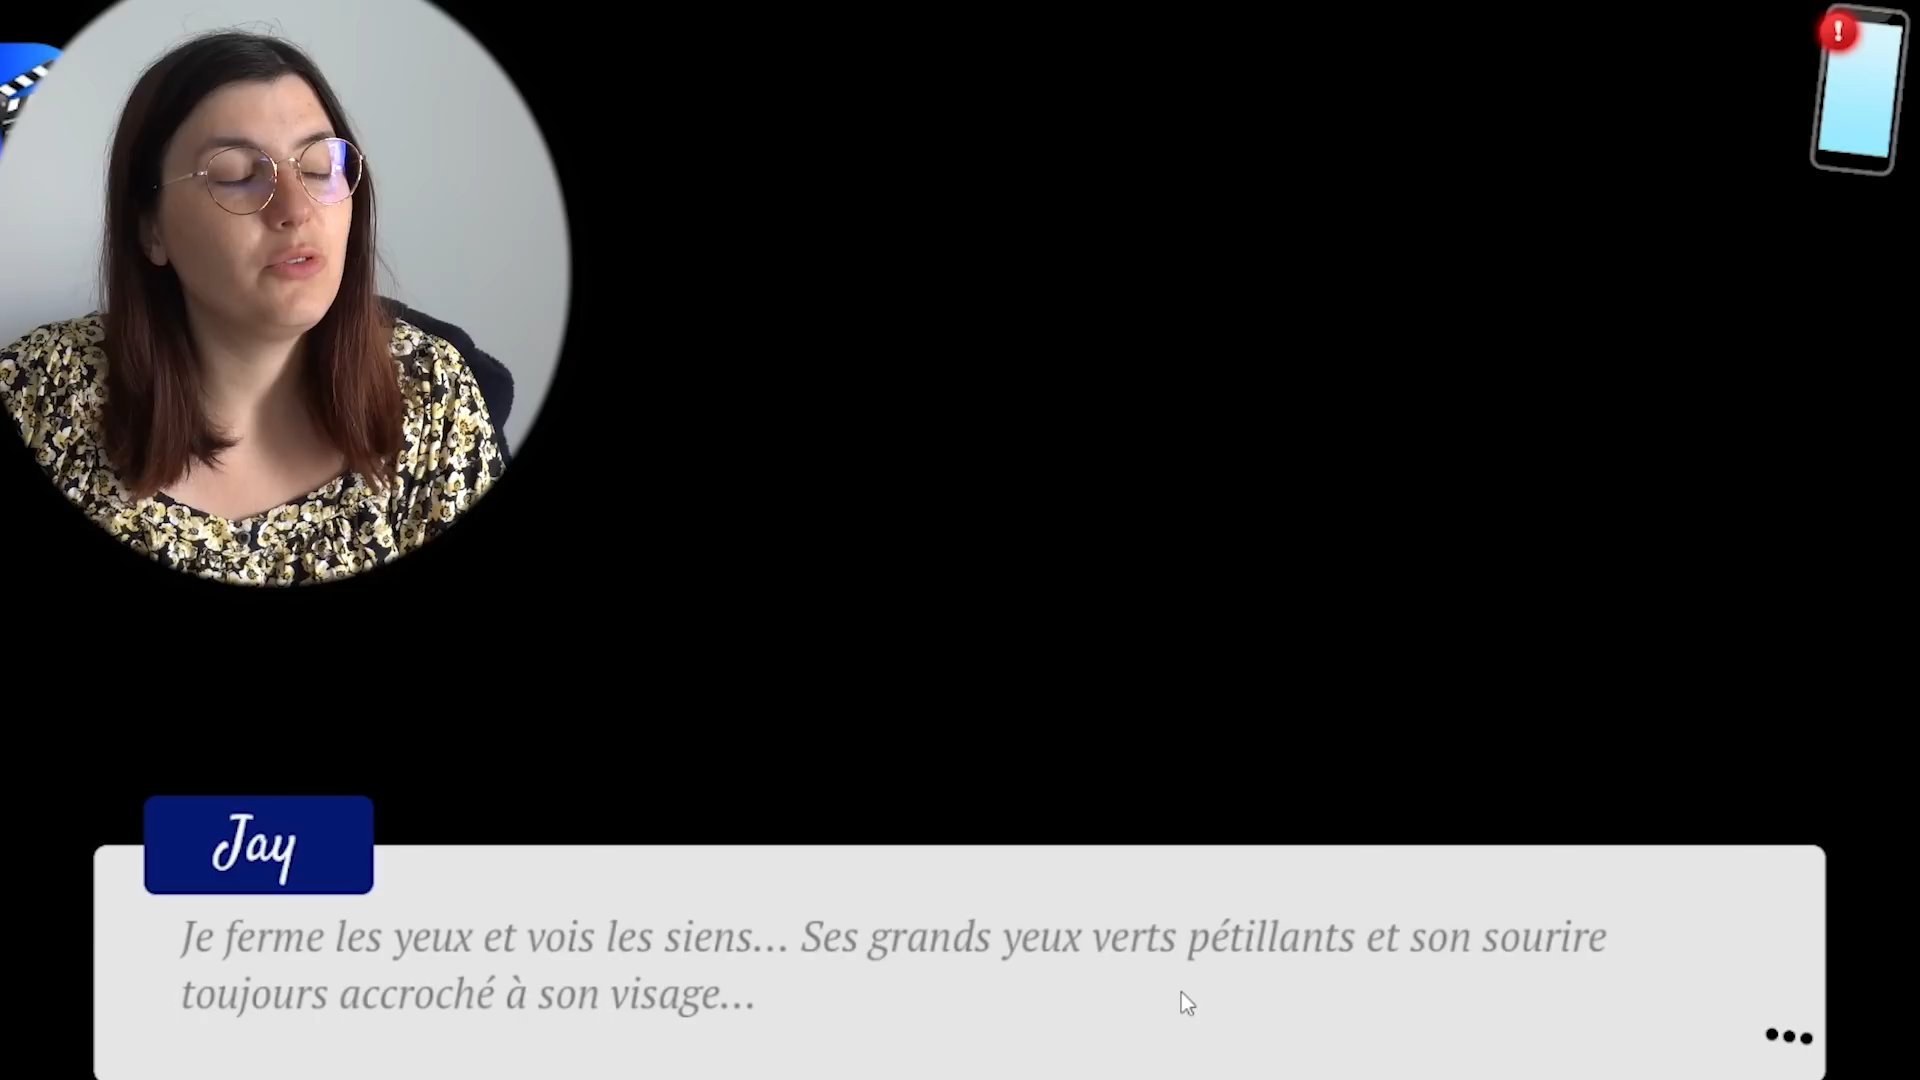 !
Jay
Je ferme les yeux et vois les siens... Ses grands yeux verts pétillants et son sourire
toujours accroché à son visage...